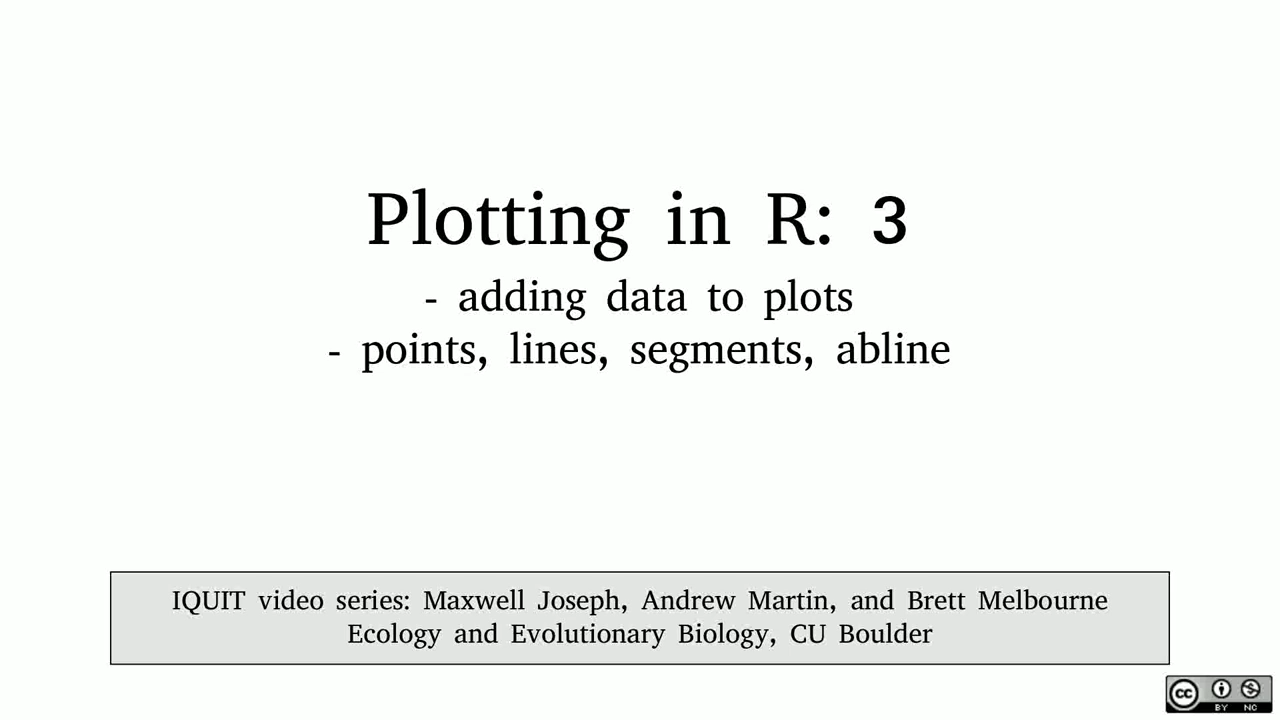 Plotting in R: 3
- adding data to plots
- points, lines, segments, abline
IQUIT video series: Maxwell Joseph, Andrew Martin, and Brett Melbourne
Ecology and Evolutionary Biology, CU Boulder
cc
BY NC